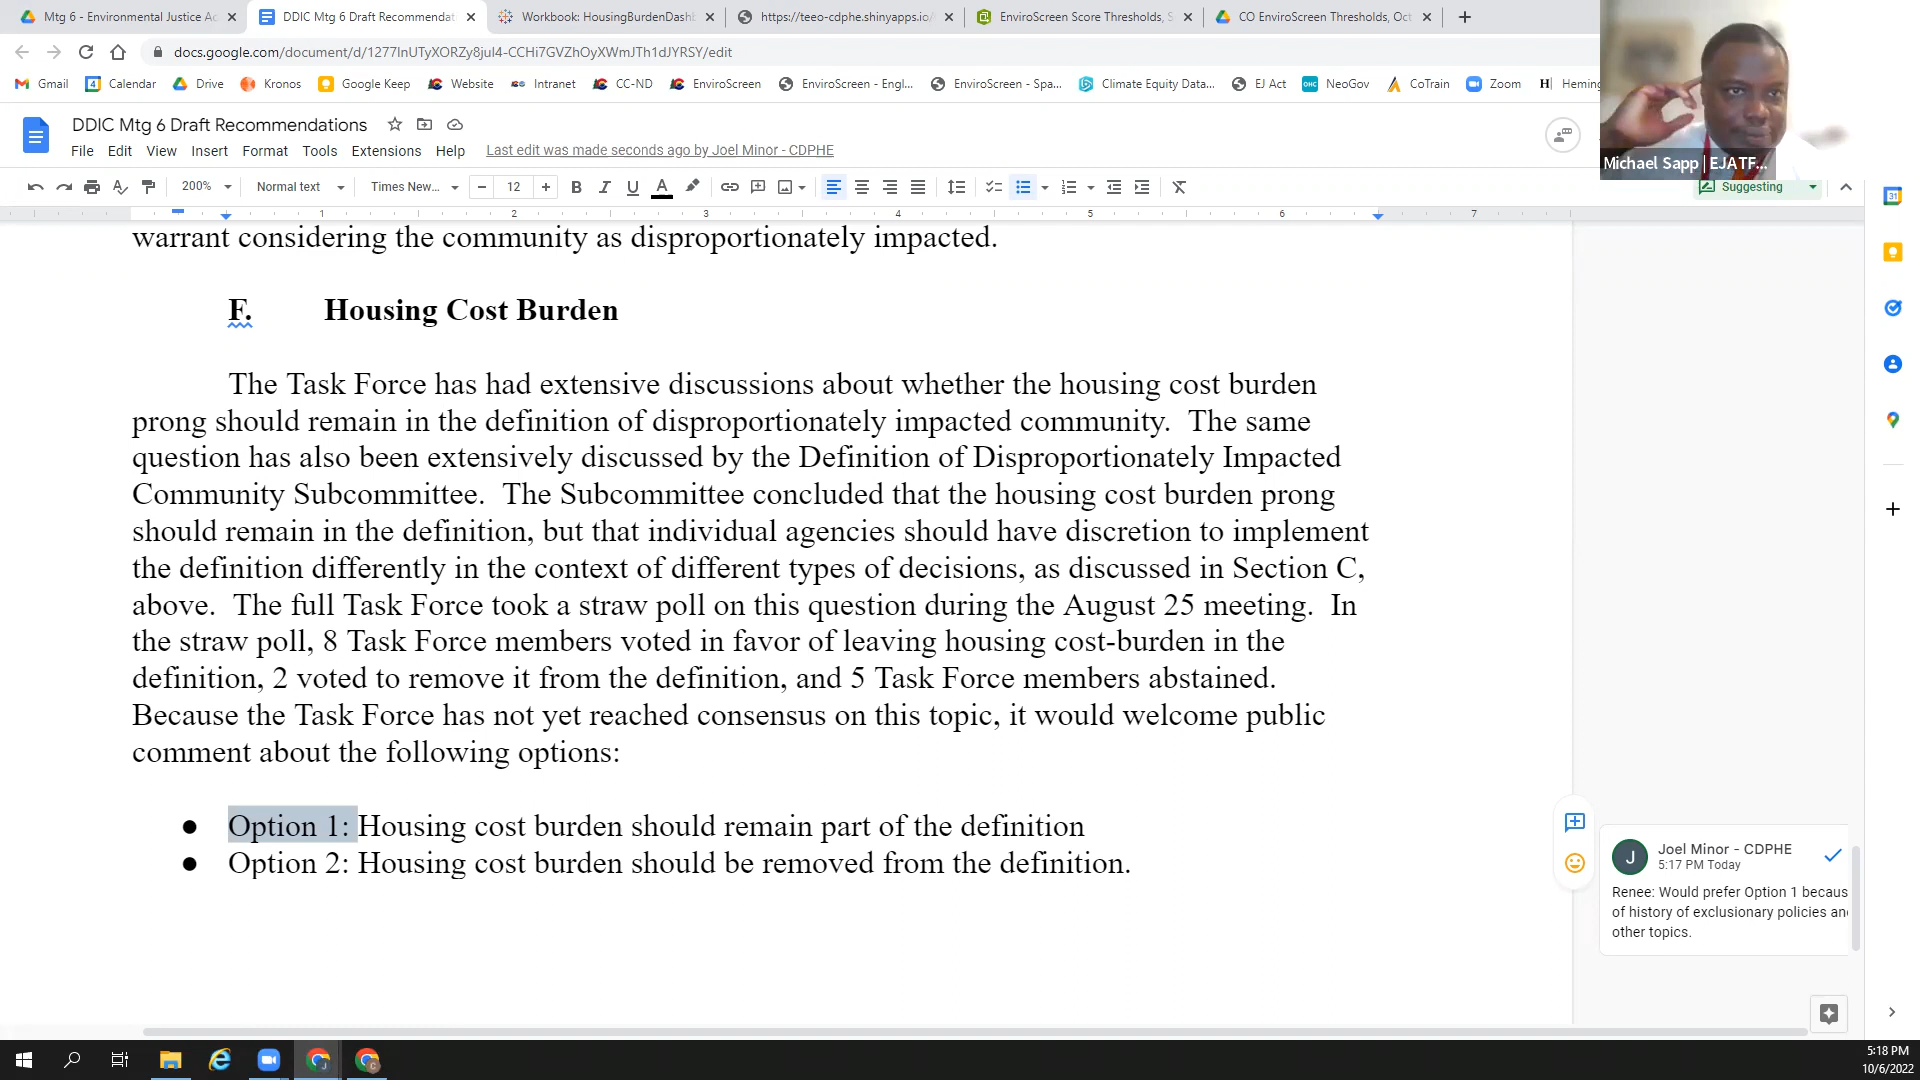 Mtg 6 - Environmental Justice Ac
DDIC Mtg 6 Draft Recommendati
Workbook: HousingBurdenDashb
https://teeo-cdphe.shinyapps.io/
EnviroScreen Score Thresholds, S
CO EnviroScreen Thresholds, Oct
docs.google.com/document/d/1277lnUTyXORZy8jul4-CCHi7GVZhOyXWmJTh1dJYRSY/edit
Gmail
Calendar
Drive
Kronos
Google Keep
Website
Intranet
CC-ND
EnviroScreen
EnviroScreen - Engl...
EnviroScreen - Spa...
Climate Equity Data...
EJ Act
NeoGov
CoTrain
Zoom
Heming
DDIC Mtg 6 Draft Recommendations
File Edit View Insert Format Tools Extensions Help Last edit was made seconds ago by Joel Minor - CDPHE
Michael Sapp | EJATF...
200% Normal text Times New... 12 Suggesting
1 2 3 4 5 6 7
warrant considering the community as disproportionately impacted.
F. Housing Cost Burden
The Task Force has had extensive discussions about whether the housing cost burden
prong should remain in the definition of disproportionately impacted community. The same
question has also been extensively discussed by the Definition of Disproportionately Impacted
Community Subcommittee. The Subcommittee concluded that the housing cost burden prong
should remain in the definition, but that individual agencies should have discretion to implement
the definition differently in the context of different types of decisions, as discussed in Section C,
above. The full Task Force took a straw poll on this question during the August 25 meeting. In
the straw poll, 8 Task Force members voted in favor of leaving housing cost-burden in the
definition, 2 voted to remove it from the definition, and 5 Task Force members abstained.
Because the Task Force has not yet reached consensus on this topic, it would welcome public
comment about the following options:
● Option 1: Housing cost burden should remain part of the definition
● Option 2: Housing cost burden should be removed from the definition.
J
Joel Minor - CDPHE
5:17 PM Today
Renee: Would prefer Option 1 becaus
of history of exclusionary policies an
other topics.
5:18 PM
10/6/2022